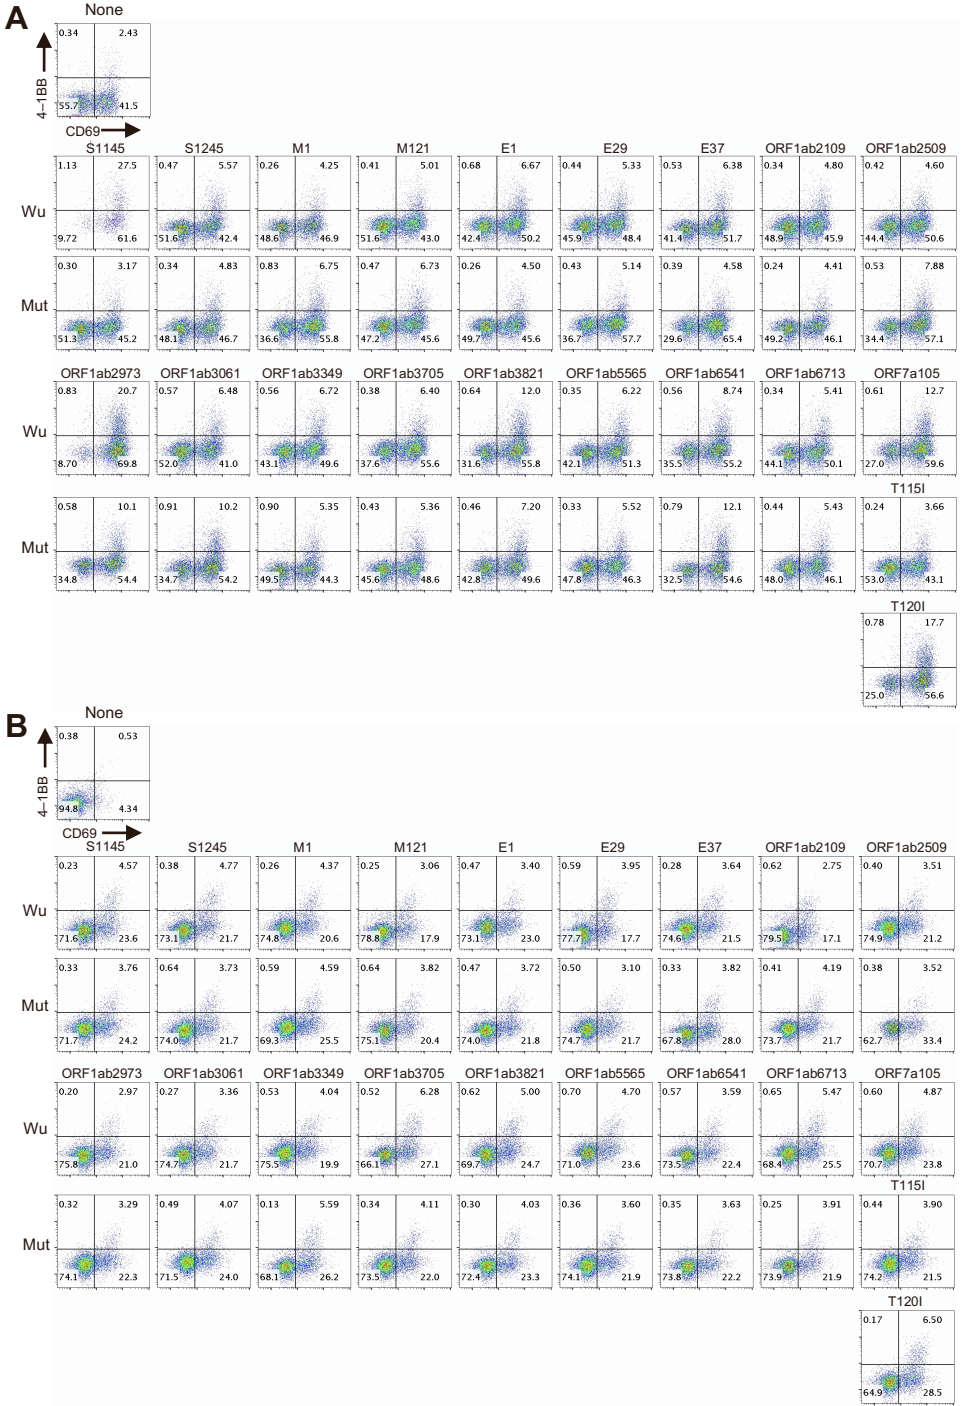 A
None
0.34 2.43
4-1BB
55.7 41.5
CD69
S1145 S1245 M1 M121 E1 E29 E37 ORF1ab2109 ORF1ab2509
1.13 27.5 0.47 5.57 0.26 4.25 0.41 5.01 0.68 6.67 0.44 5.33 0.53 6.38 0.34 4.80 0.42 4.60
Wu
9.72 61.6 51.6 42.4 48.6 46.9 51.6 43.0 42.4 50.2 45.9 48.4 41.4 51.7 48.9 45.9 44.4 50.6
0.30 3.17 0.34 4.83 0.83 6.75 0.47 6.73 0.26 4.50 0.43 5.14 0.39 4.58 0.24 4.41 0.53 7.88
Mut
51.3 45.2 48.1 46.7 36.6 55.8 47.2 45.6 49.7 45.6 36.7 57.7 29.6 65.4 49.2 46.1 34.4 57.1
ORF1ab2973 ORF1ab3061 ORF1ab3349 ORF1ab3705 ORF1ab3821 ORF1ab5565 ORF1ab6541 ORF1ab6713 ORF7a105
0.83 20.7 0.57 6.48 0.56 6.72 0.38 6.40 0.64 12.0 0.35 6.22 0.56 8.74 0.34 5.41 0.61 12.7
Wu
8.70 69.8 52.0 41.0 43.1 49.6 37.6 55.6 31.6 55.8 42.1 51.3 35.5 55.2 44.1 50.1 27.0 59.6
T115I
0.58 10.1 0.91 10.2 0.90 5.35 0.43 5.36 0.46 7.20 0.33 5.52 0.79 12.1 0.44 5.43 0.24 3.66
Mut
34.8 54.4 34.7 54.2 49.5 44.3 45.6 48.6 42.8 49.6 47.8 46.3 32.5 54.6 48.0 46.1 53.0 43.1
T120I
0.78 17.7
25.0 56.6
B
None
0.38 0.53
4-1BB
94.8 4.34
CD69
S1145 S1245 M1 M121 E1 E29 E37 ORF1ab2109 ORF1ab2509
0.23 4.57 0.38 4.77 0.26 4.37 0.25 3.06 0.47 3.40 0.59 3.95 0.28 3.64 0.62 2.75 0.40 3.51
Wu
71.6 23.6 73.1 21.7 74.8 20.6 78.8 17.9 73.1 23.0 77.7 17.7 74.6 21.5 79.5 17.1 74.9 21.2
0.33 3.76 0.64 3.73 0.59 4.59 0.64 3.82 0.47 3.72 0.50 3.10 0.33 3.82 0.41 4.19 0.38 3.52
Mut
71.7 24.2 74.0 21.7 69.3 25.5 75.1 20.4 74.0 21.8 74.7 21.7 67.8 28.0 73.7 21.7 62.7 33.4
ORF1ab2973 ORF1ab3061 ORF1ab3349 ORF1ab3705 ORF1ab3821 ORF1ab5565 ORF1ab6541 ORF1ab6713 ORF7a105
0.20 2.97 0.27 3.36 0.53 4.04 0.52 6.28 0.62 5.00 0.70 4.70 0.57 3.59 0.65 5.47 0.60 4.87
Wu
75.8 21.0 74.7 21.7 75.5 19.9 66.1 27.1 69.7 24.7 71.0 23.6 73.5 22.4 68.4 25.5 70.7 23.8
T115I
0.32 3.29 0.49 4.07 0.13 5.59 0.34 4.11 0.30 4.03 0.36 3.60 0.35 3.63 0.25 3.91 0.44 3.90
Mut
74.1 22.3 71.5 24.0 68.1 26.2 73.5 22.0 72.4 23.3 74.1 21.9 73.8 22.2 73.9 21.9 74.2 21.5
T120I
0.17 6.50
64.9 28.5